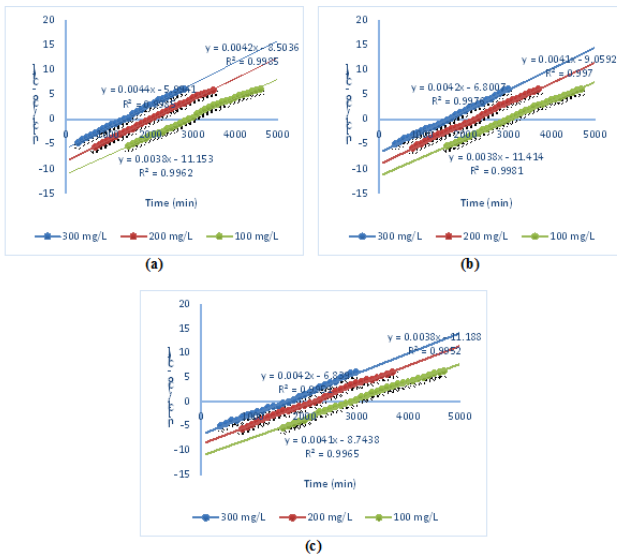 20
15
10
5
0
-5
-10
-15
0
1000
2000
3000
4000
5000
y = 0.0042x - 8.5036
R² = 0.9985
y = 0.0044x -
y = 0.0038x - 11.153
R² = 0.9962
Time (min)
300 mg/L
200 mg/L
100 mg/L
(a)
20
15
10
5
0
-5
-10
-15
0
1000
2000
3000
4000
5000
y = 0.0041x - 9.0592
R² = 0.997
y = 0.0042x - 6.8007
y = 0.0038x - 11.414
R² = 0.9981
Time (min)
300 mg/L
200 mg/L
100 mg/L
(b)
20
15
10
5
0
-5
-10
-15
0
1000
2000
3000
4000
5000
y = 0.0038x - 11.188
R² = 0.9952
y = 0.0042x -
y = 0.0041x - 8.7438
R² = 0.9965
Time (min)
300 mg/L
200 mg/L
100 mg/L
(c)